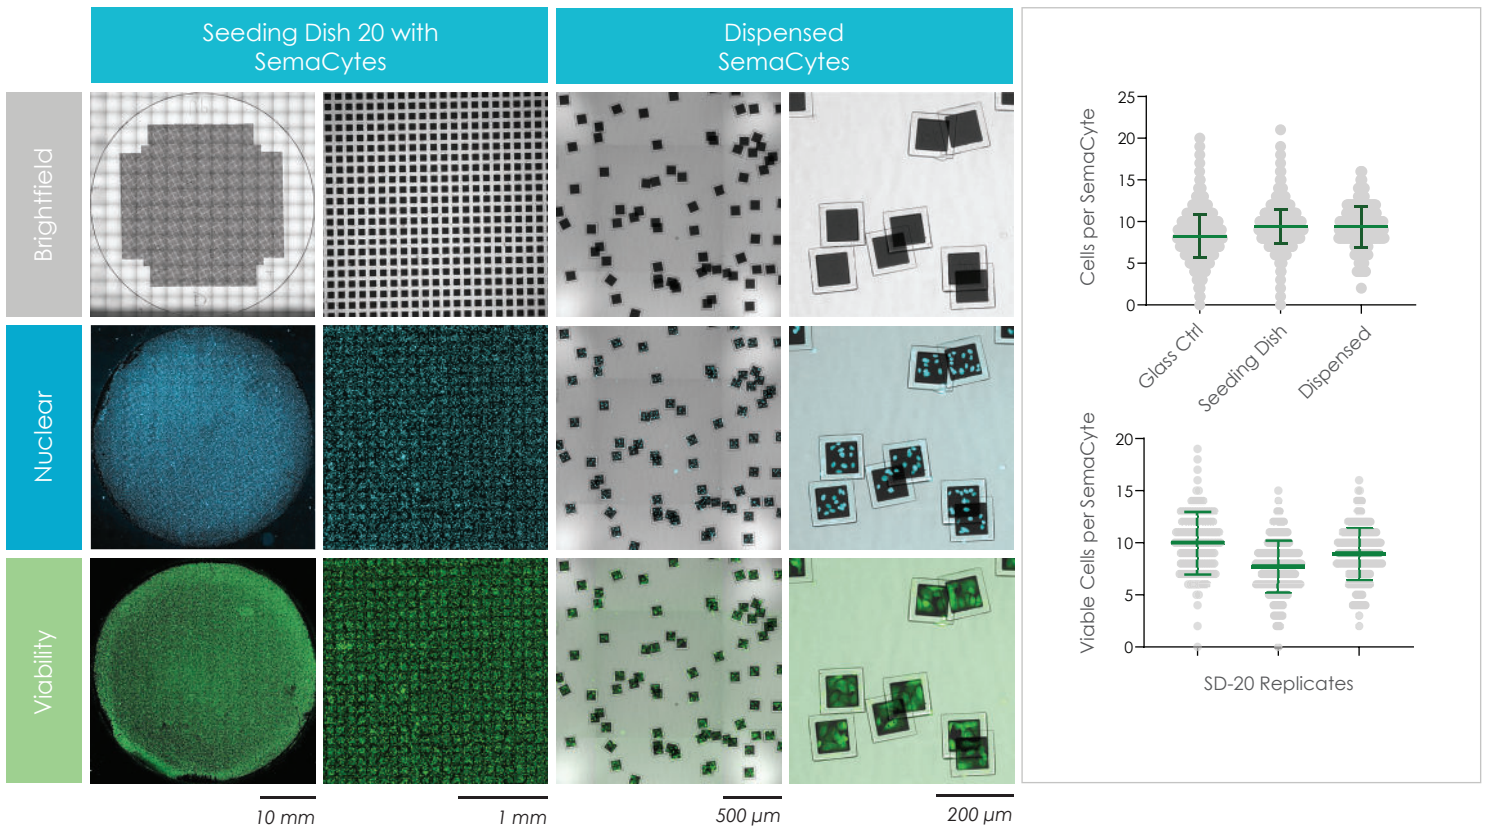 Seeding Dish 20 with
SemaCytes
Dispensed
SemaCytes
Brightfield
Nuclear
Viability
10 mm
1 mm
500 µm
200 µm
Cells per SemaCyte
25
20
15
10
5
0
Glass Ctrl
Seeding Dish
Dispensed
Viable Cells per SemaCyte
20
15
10
5
0
SD-20 Replicates